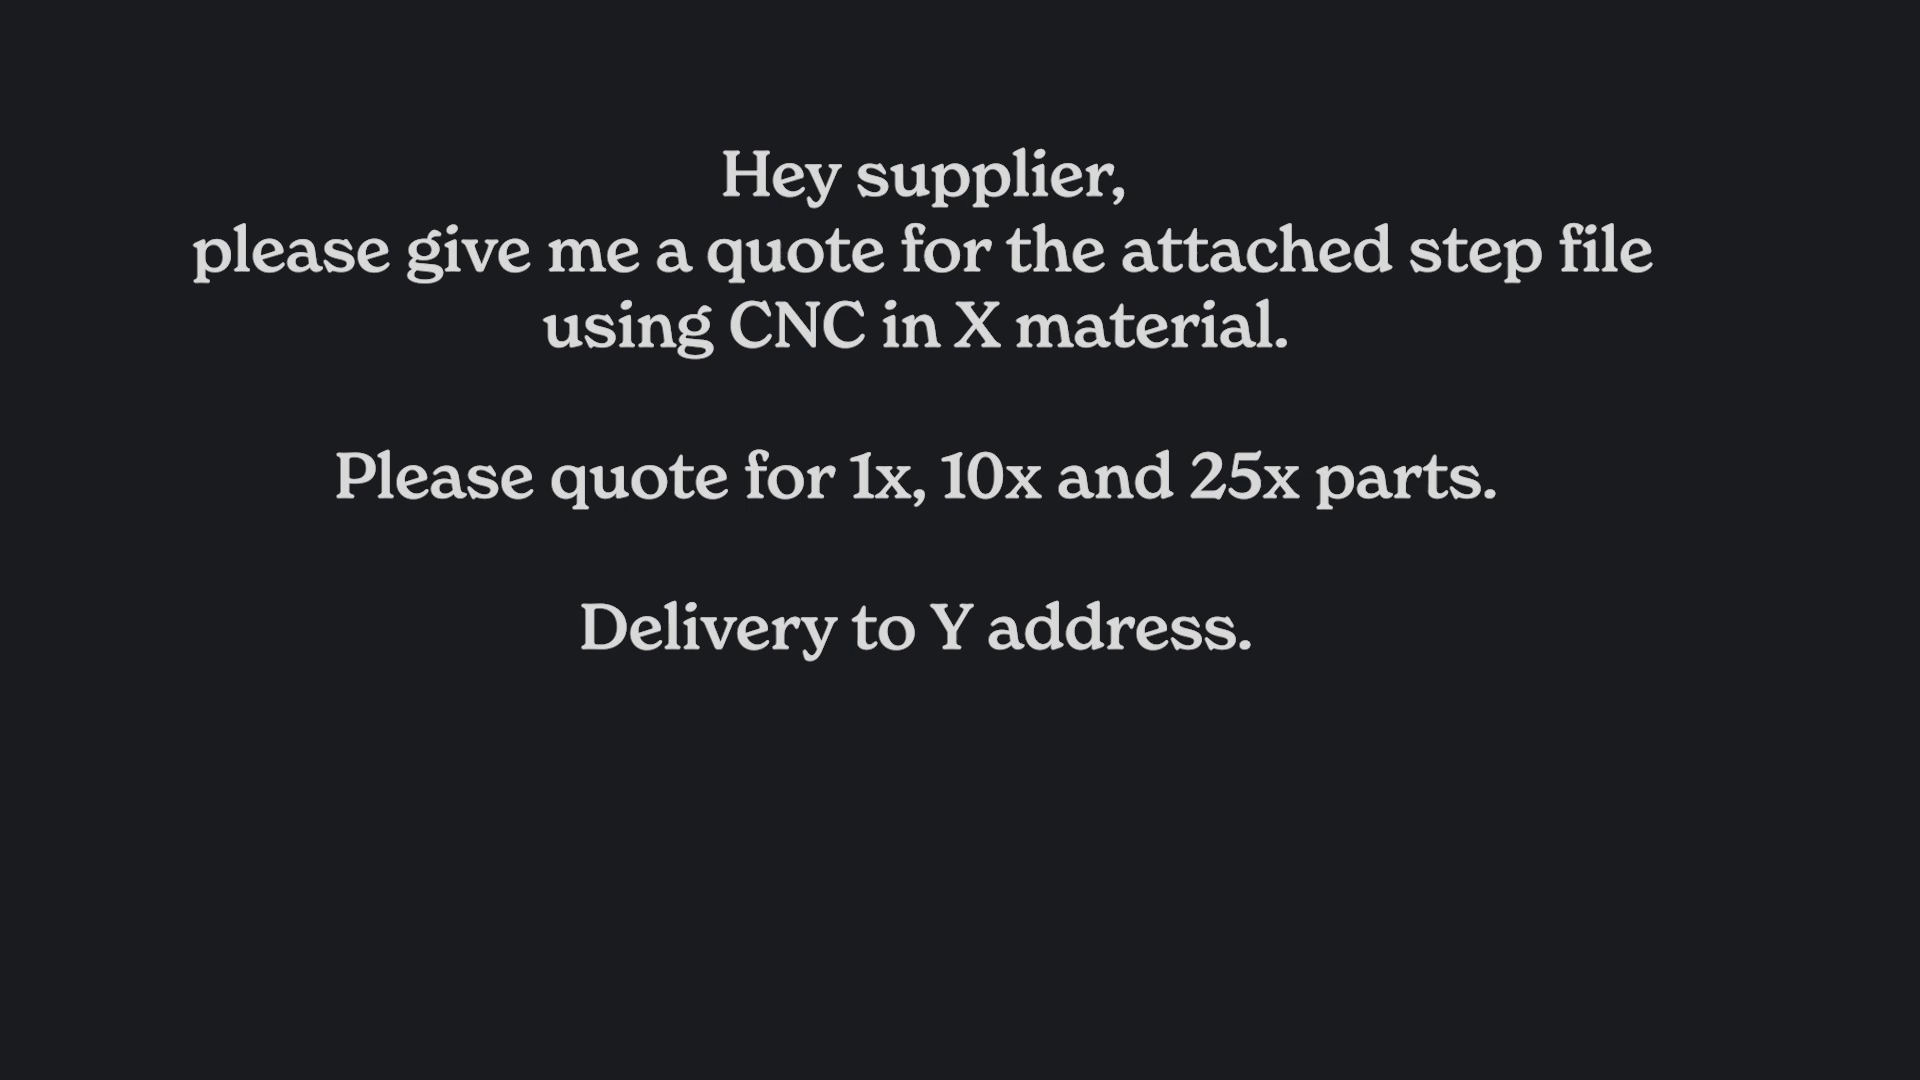 Hey supplier,
please give me a quote for the attached step file
using CNC in X material.
Please quote for 1x, 10x and 25x parts.
Delivery to Y address.